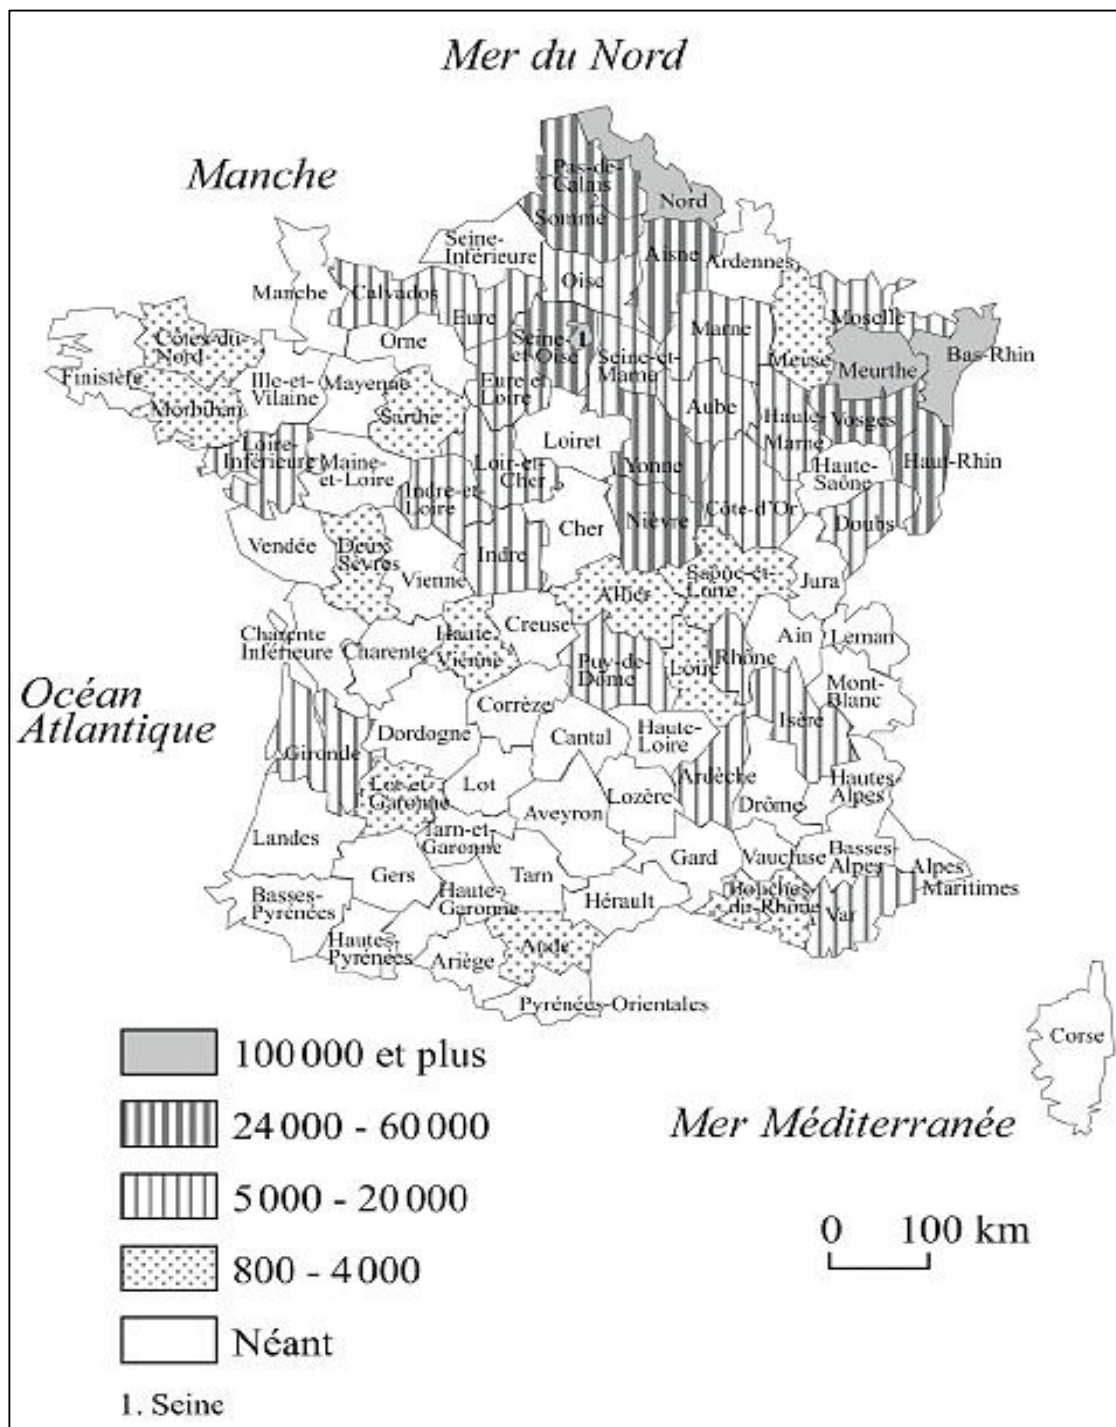 Mer du Nord
Manche
Pas-de-
Calais
Nord
Somme
Seine-
Inférieure
Aisne
Ardennes
Oise
Manche
Calvados
Eure
Orne
Seine-
et-Oise
1
Seine-et-
Marne
Marne
Meuse
Moselle
Meurthe
Bas-Rhin
Côtes-du-
Nord
Finistère
Morbihan
Ille-et-
Vilaine
Mayenne
Sarthe
Eure et
Loire
Loiret
Aube
Haute-
Marne
Vosges
Haut-Rhin
Haute-
Saône
Loire-
Inférieure
Maine-
et-Loire
Indre-et-
Loire
Loir-et-
Cher
Yonne
Cher
Nièvre
Côte-d'Or
Doubs
Vendée
Deux
Sèvres
Vienne
Indre
Allier
Saône-et-
Loire
Jura
Charente
Inférieure
Charente
Haute
Vienne
Creuse
Puy-de-
Dôme
Loire
Rhône
Ain
Leman
Mont-
Blanc
Océan
Atlantique
Corrèze
Dordogne
Cantal
Haute-
Loire
Isère
Gironde
Lot-et-
Garonne
Lot
Aveyron
Lozère
Ardèche
Drôme
Hautes-
Alpes
Landes
Tarn-et-
Garonne
Gers
Tarn
Gard
Vaucluse
Basses-
Alpes
Alpes
Maritimes
Basses-
Pyrénées
Haute-
Garonne
Hérault
Bouches-
du-Rhône
Var
Hautes-
Pyrénées
Ariège
Aude
Pyrénées-Orientales
Corse
100 000 et plus
24 000 - 60 000
5 000 - 20 000
800 - 4 000
Néant
1. Seine
Mer Méditerranée
0 100 km